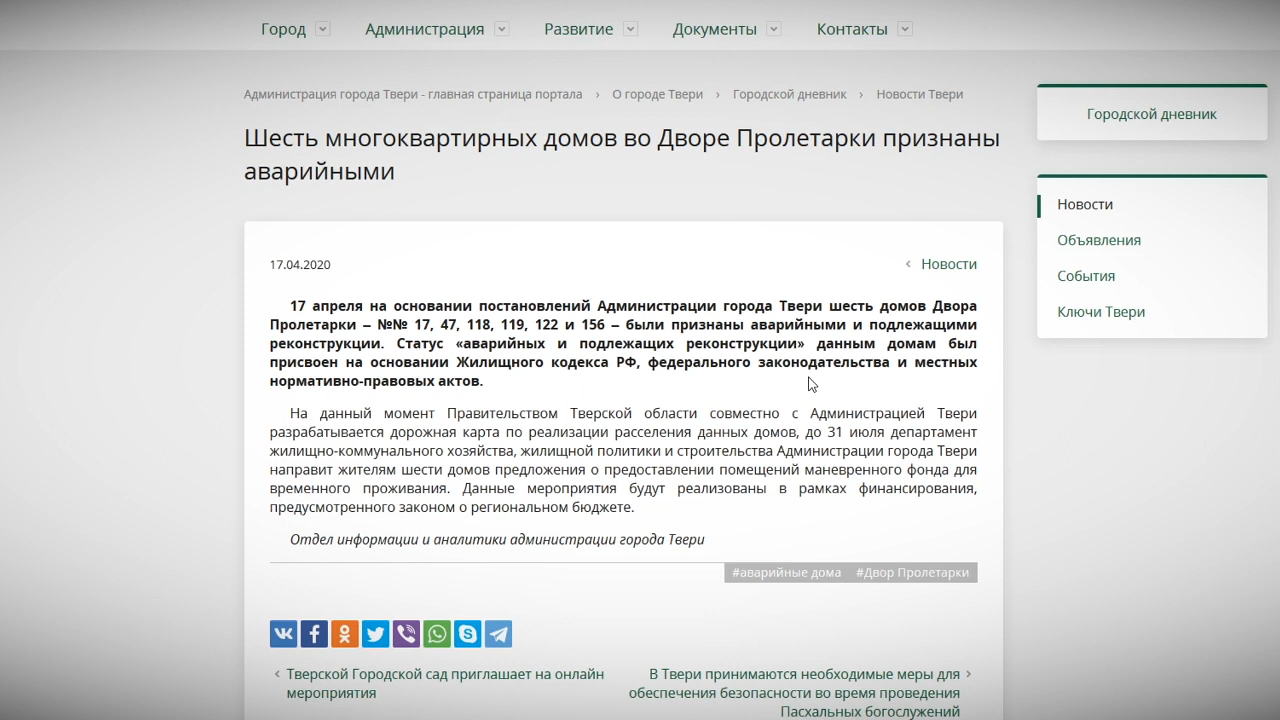 Город Администрация Развитие Документы Контакты
Администрация города Твери - главная страница портала › О городе Твери › Городской дневник › Новости Твери
Городской дневник
Шесть многоквартирных домов во Дворе Пролетарки признаны
аварийными
Новости
Объявления
События
Ключи Твери
17.04.2020
‹ Новости
17 апреля на основании постановлений Администрации города Твери шесть домов Двора
Пролетарки – №№ 17, 47, 118, 119, 122 и 156 – были признаны аварийными и подлежащими
реконструкции. Статус «аварийных и подлежащих реконструкции» данным домам был
присвоен на основании Жилищного кодекса РФ, федерального законодательства и местных
нормативно-правовых актов.
На данный момент Правительством Тверской области совместно с Администрацией Твери
разрабатывается дорожная карта по реализации расселения данных домов, до 31 июля департамент
жилищно-коммунального хозяйства, жилищной политики и строительства Администрации города Твери
направит жителям шести домов предложения о предоставлении помещений маневренного фонда для
временного проживания. Данные мероприятия будут реализованы в рамках финансирования,
предусмотренного законом о региональном бюджете.
Отдел информации и аналитики администрации города Твери
#аварийные дома #Двор Пролетарки
‹ Тверской Городской сад приглашает на онлайн
мероприятия
В Твери принимаются необходимые меры для ›
обеспечения безопасности во время проведения
Пасхальных богослужений